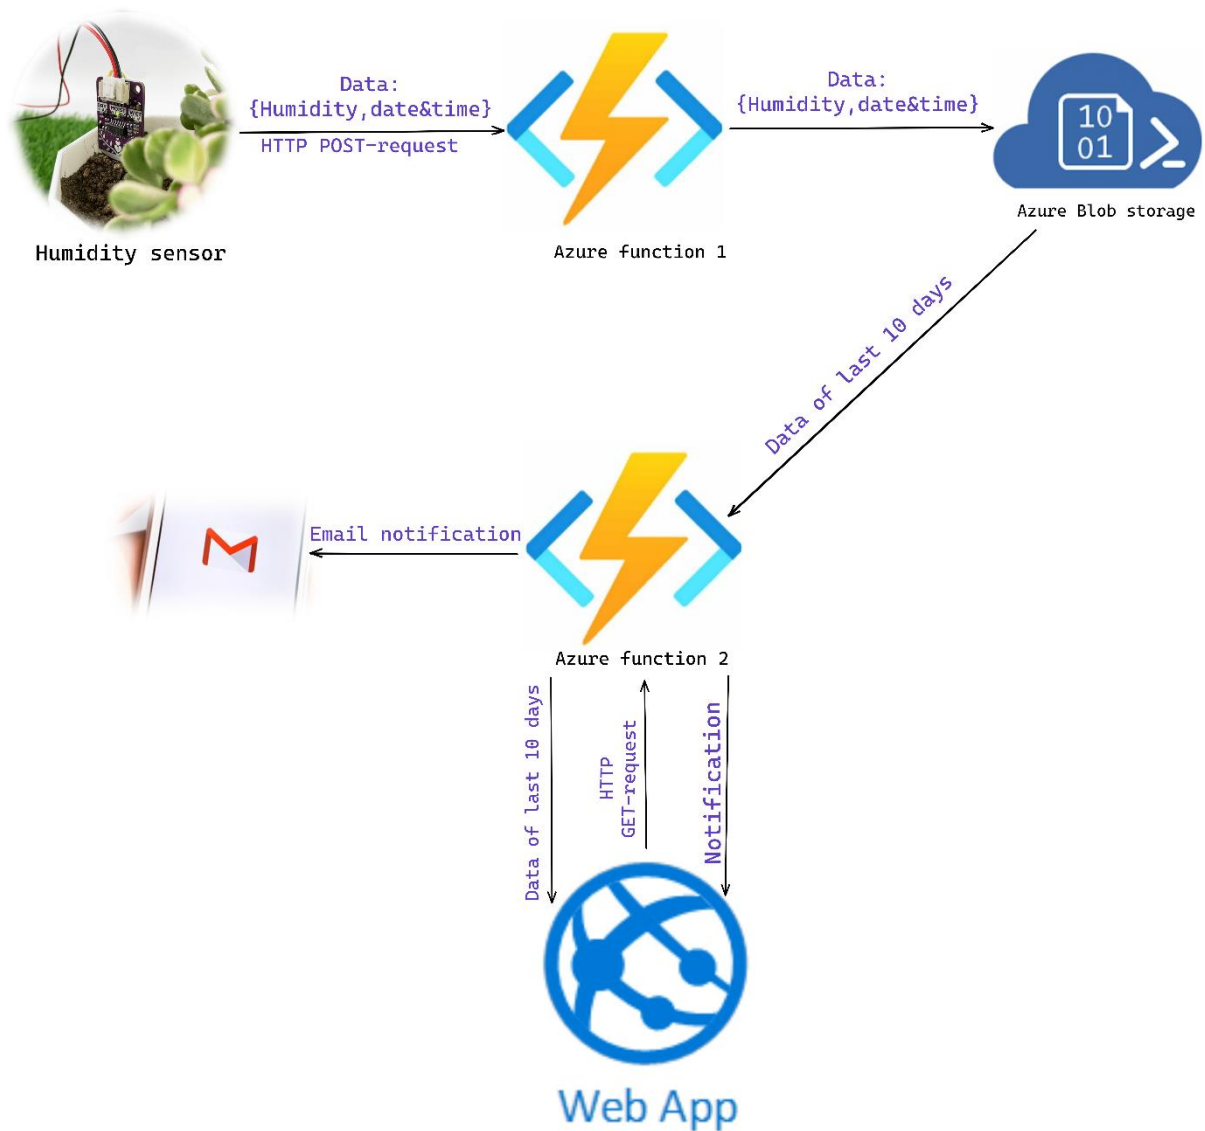 Data:
{Humidity,date&time}
HTTP POST-request
Data:
{Humidity,date&time}
10
01
Humidity sensor
Azure function 1
Azure Blob storage
Data of last 10 days
Email notification
Azure function 2
Data of last 10 days
HTTP
GET-request
Notification
Web App